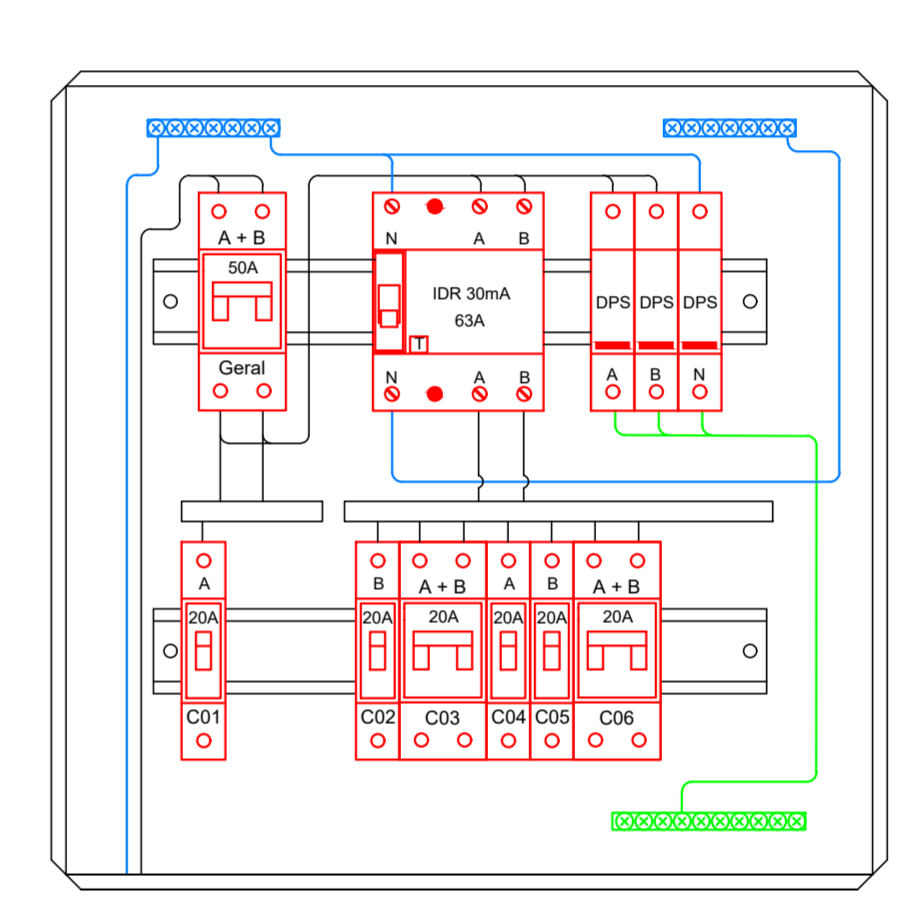 A + B
50A
Geral
N A B
IDR 30mA
63A
T
N A B
DPS DPS DPS
A B N
A
20A
C01
B
20A
C02
A + B
20A
C03
A
20A
C04
B
20A
C05
A + B
20A
C06